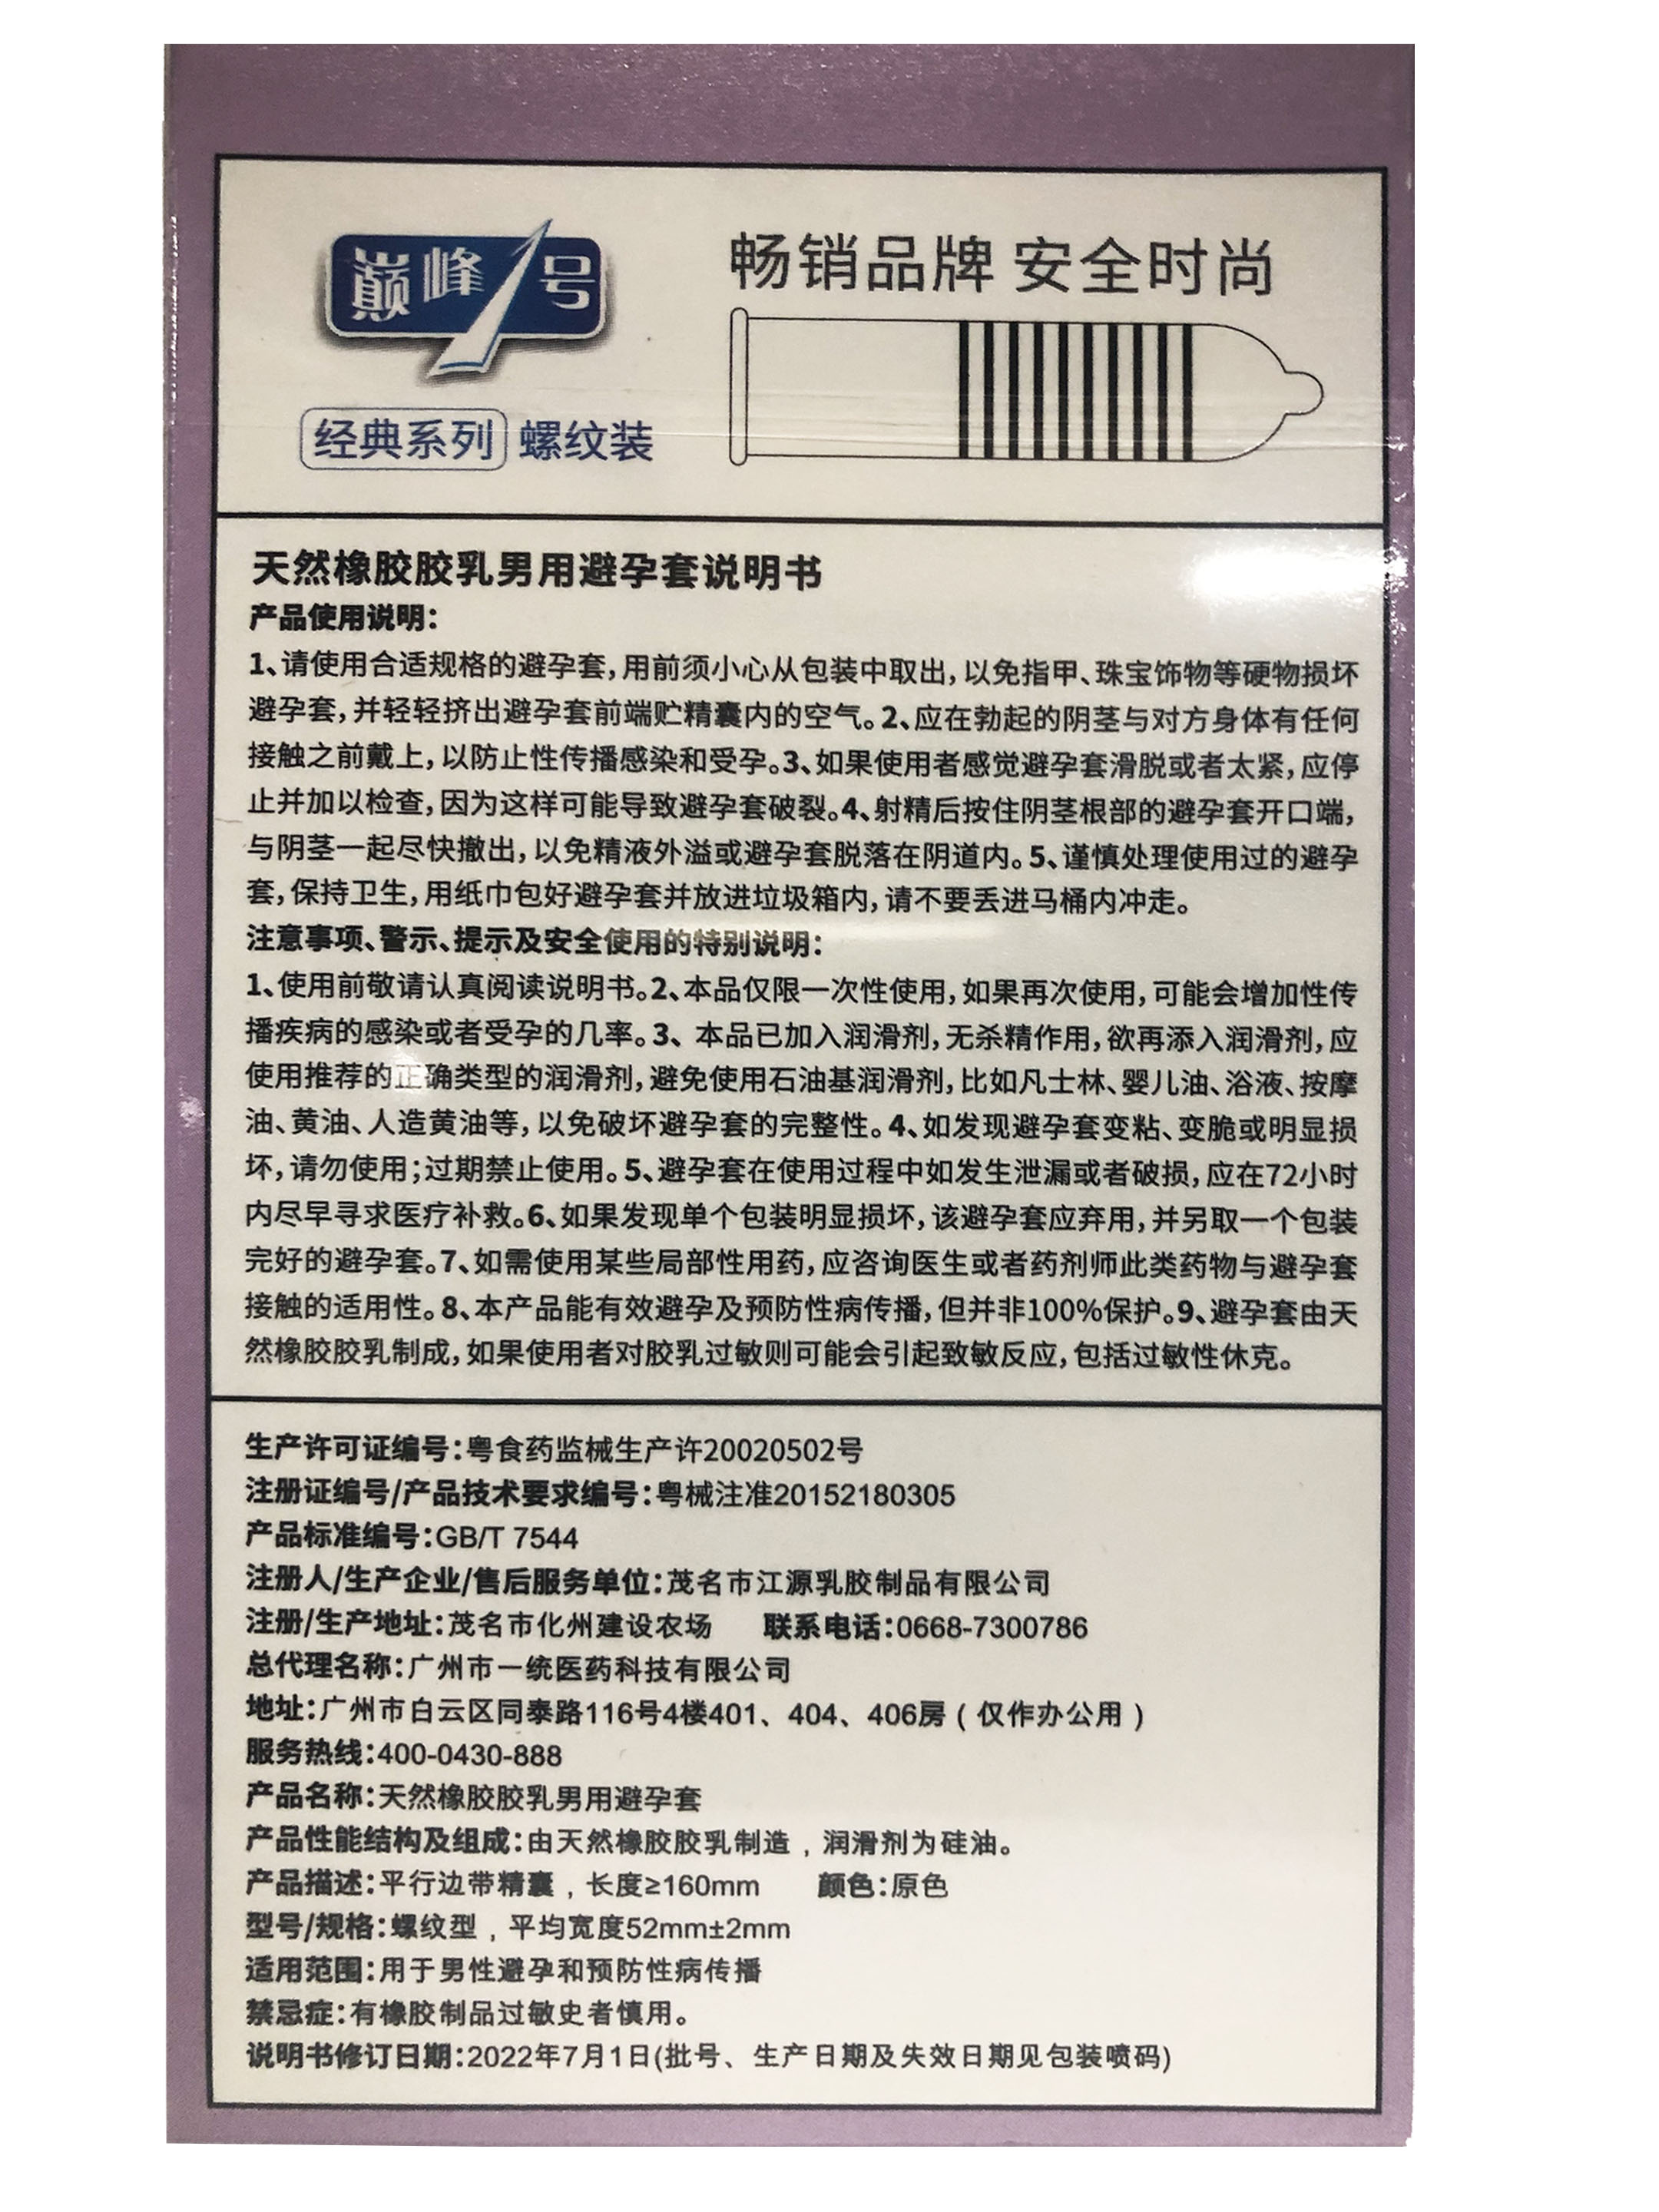 巅峰1号
畅销品牌 安全时尚
经典系列 螺纹装
天然橡胶胶乳男用避孕套说明书
产品使用说明：
1、请使用合适规格的避孕套，用前须小心从包装中取出，以免指甲、珠宝饰物等硬物损坏
避孕套，并轻轻挤出避孕套前端贮精囊内的空气。2、应在勃起的阴茎与对方身体有任何
接触之前戴上，以防止性传播感染和受孕。3、如果使用者感觉避孕套滑脱或者太紧，应停
止并加以检查，因为这样可能导致避孕套破裂。4、射精后按住阴茎根部的避孕套开口端，
与阴茎一起尽快撤出，以免精液外溢或避孕套脱落在阴道内。5、谨慎处理使用过的避孕
套，保持卫生，用纸巾包好避孕套并放进垃圾箱内，请不要丢进马桶内冲走。
注意事项、警示、提示及安全使用的特别说明：
1、使用前敬请认真阅读说明书。2、本品仅限一次性使用，如果再次使用，可能会增加性传
播疾病的感染或者受孕的几率。3、 本品已加入润滑剂，无杀精作用，欲再添入润滑剂，应
使用推荐的正确类型的润滑剂，避免使用石油基润滑剂，比如凡士林、婴儿油、浴液、按摩
油、黄油、人造黄油等，以免破坏避孕套的完整性。4、如发现避孕套变粘、变脆或明显损
坏，请勿使用；过期禁止使用。5、避孕套在使用过程中如发生泄漏或者破损，应在72小时
内尽早寻求医疗补救。6、如果发现单个包装明显损坏，该避孕套应弃用，并另取一个包装
完好的避孕套。7、如需使用某些局部性用药，应咨询医生或者药剂师此类药物与避孕套
接触的适用性。8、本产品能有效避孕及预防性病传播，但并非100%保护。9、避孕套由天
然橡胶胶乳制成，如果使用者对胶乳过敏则可能会引起致敏反应，包括过敏性休克。
生产许可证编号：粤食药监械生产许20020502号
注册证编号/产品技术要求编号：粤械注准20152180305
产品标准编号：GB/T 7544
注册人/生产企业/售后服务单位：茂名市江源乳胶制品有限公司
注册/生产地址：茂名市化州建设农场 联系电话：0668-7300786
总代理名称：广州市一统医药科技有限公司
地址：广州市白云区同泰路116号4楼401、404、406房（仅作办公用）
服务热线：400-0430-888
产品名称：天然橡胶胶乳男用避孕套
产品性能结构及组成：由天然橡胶胶乳制造，润滑剂为硅油。
产品描述：平行边带精囊，长度≥160mm 颜色：原色
型号/规格：螺纹型，平均宽度52mm±2mm
适用范围：用于男性避孕和预防性病传播
禁忌症：有橡胶制品过敏史者慎用。
说明书修订日期：2022年7月1日(批号、生产日期及失效日期见包装喷码)